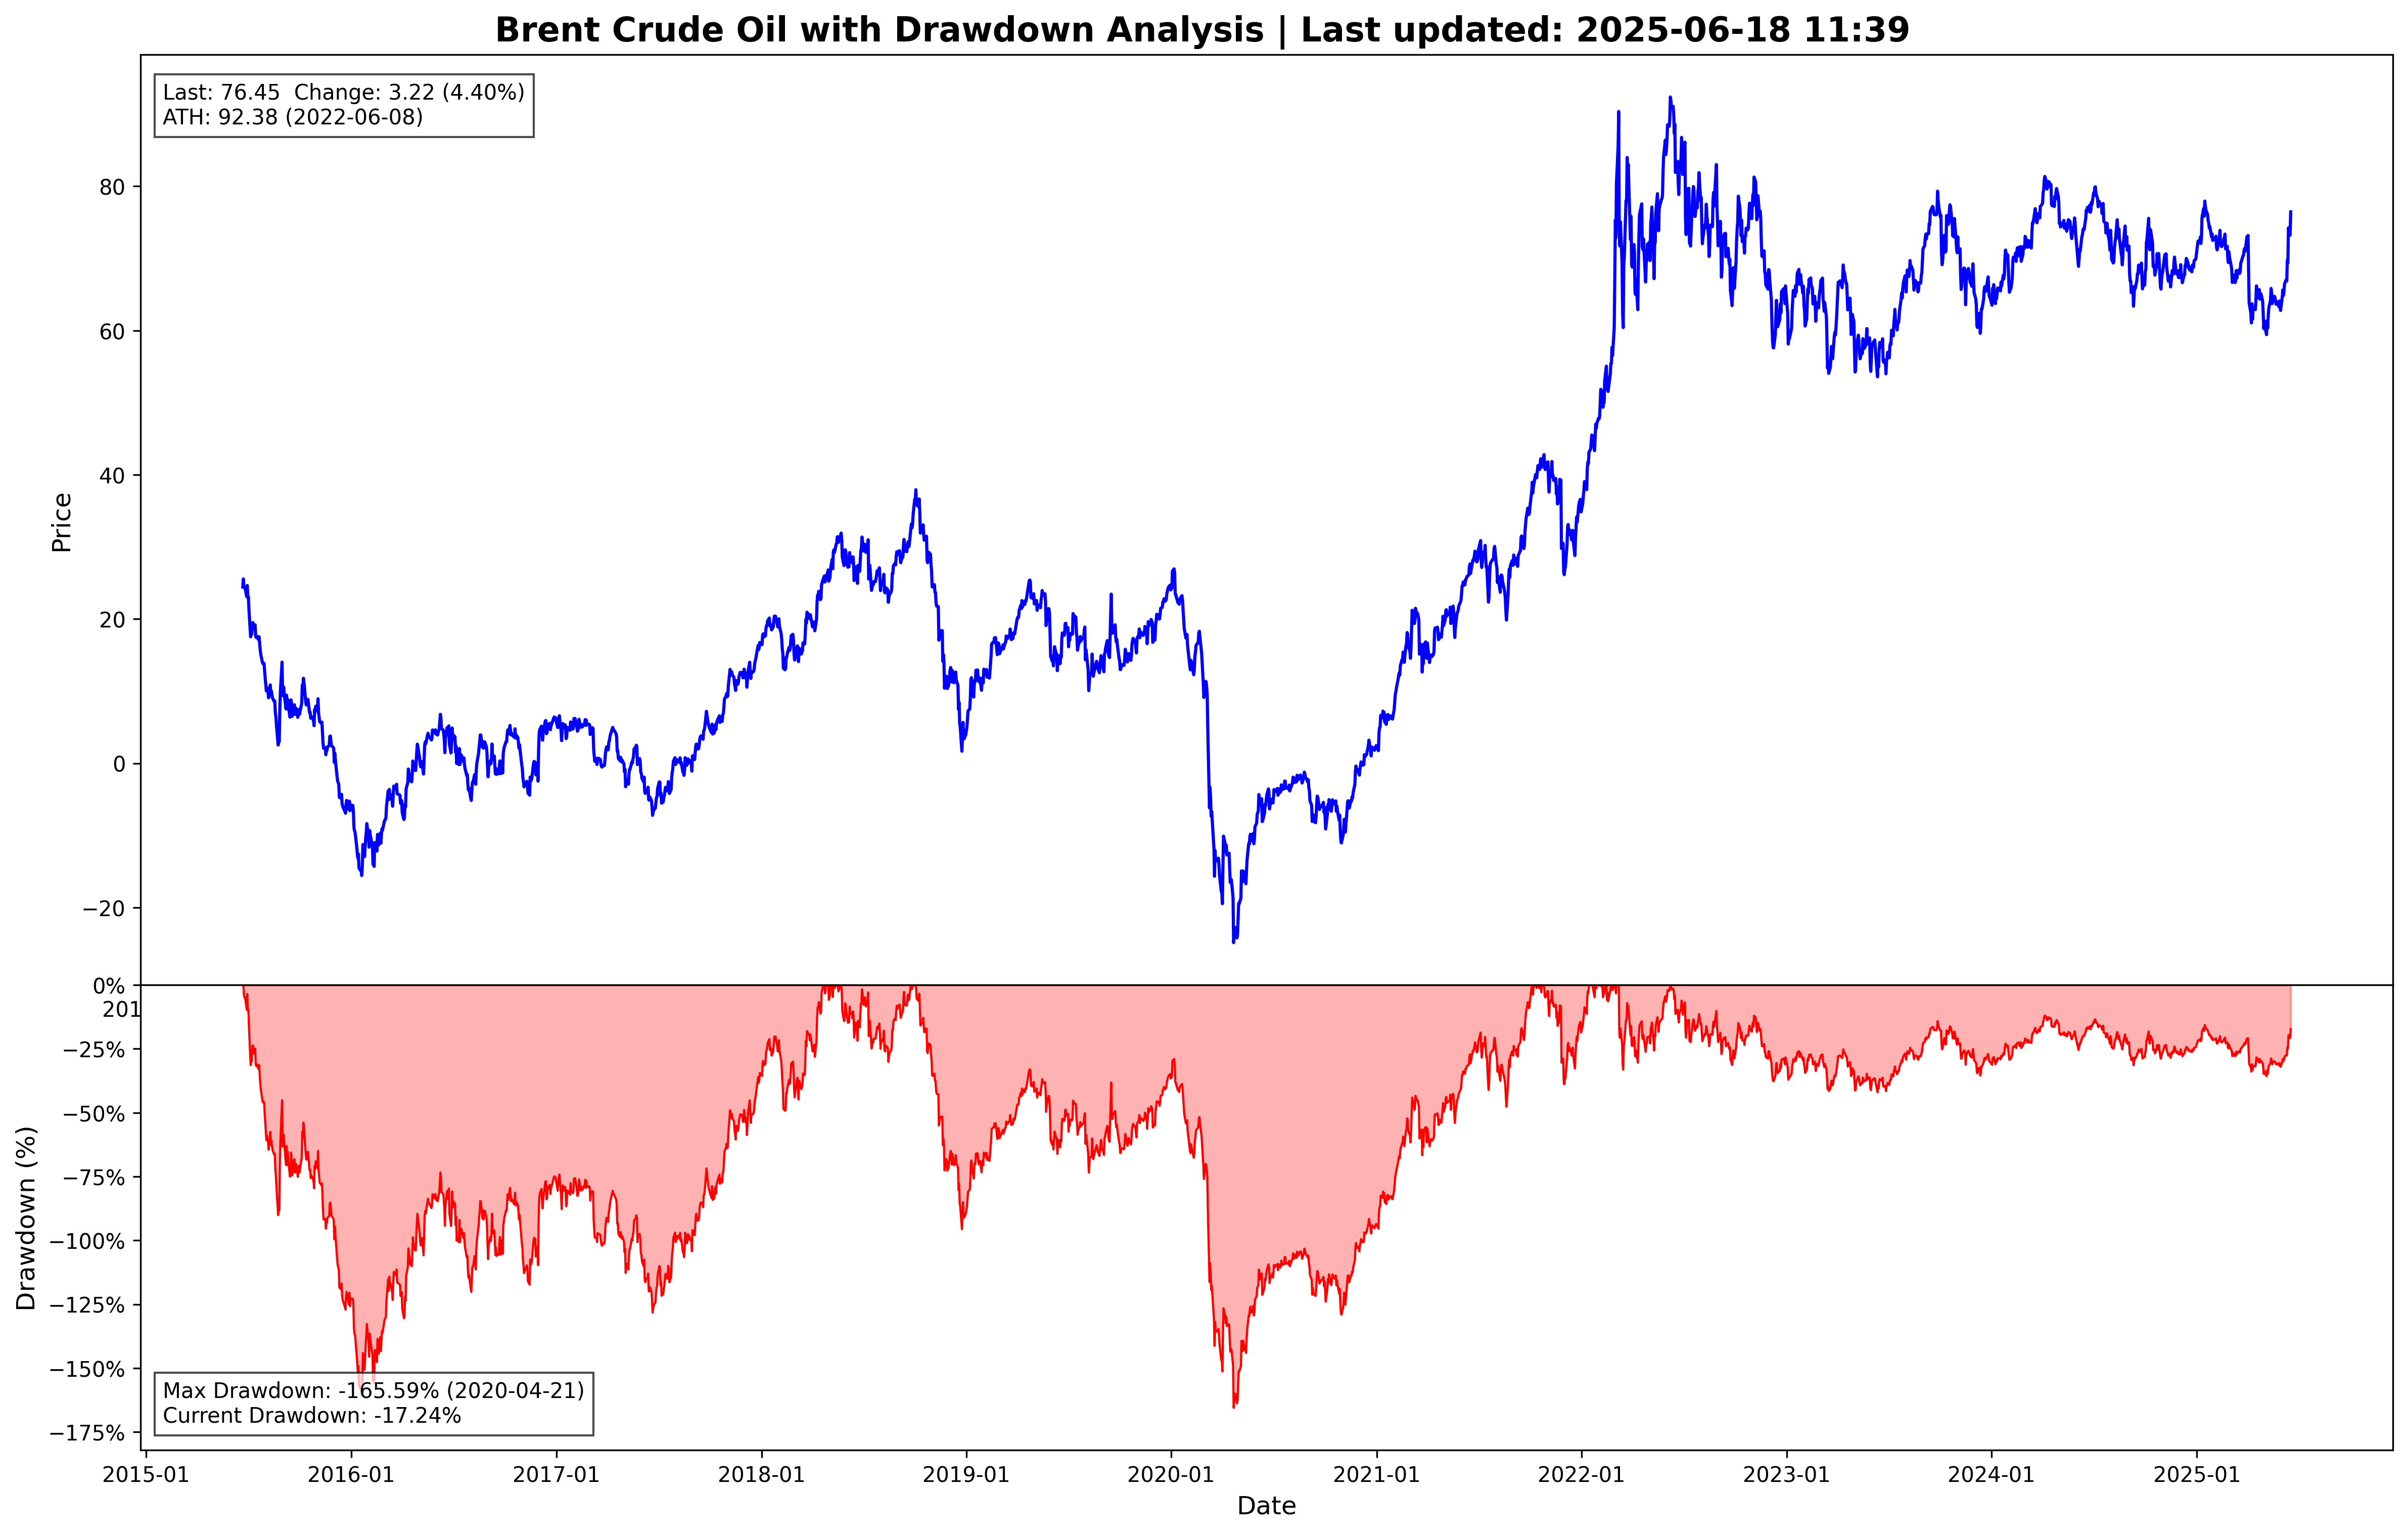 Brent Crude Oil with Drawdown Analysis | Last updated: 2025-06-18 11:39
Last: 76.45  Change: 3.22 (4.40%)
ATH: 92.38 (2022-06-08)
80
60
40
20
0
−20
Price
0%
201
−25%
−50%
−75%
−100%
−125%
−150%
−175%
Drawdown (%)
Max Drawdown: -165.59% (2020-04-21)
Current Drawdown: -17.24%
2015-01 2016-01 2017-01 2018-01 2019-01 2020-01 2021-01 2022-01 2023-01 2024-01 2025-01
Date